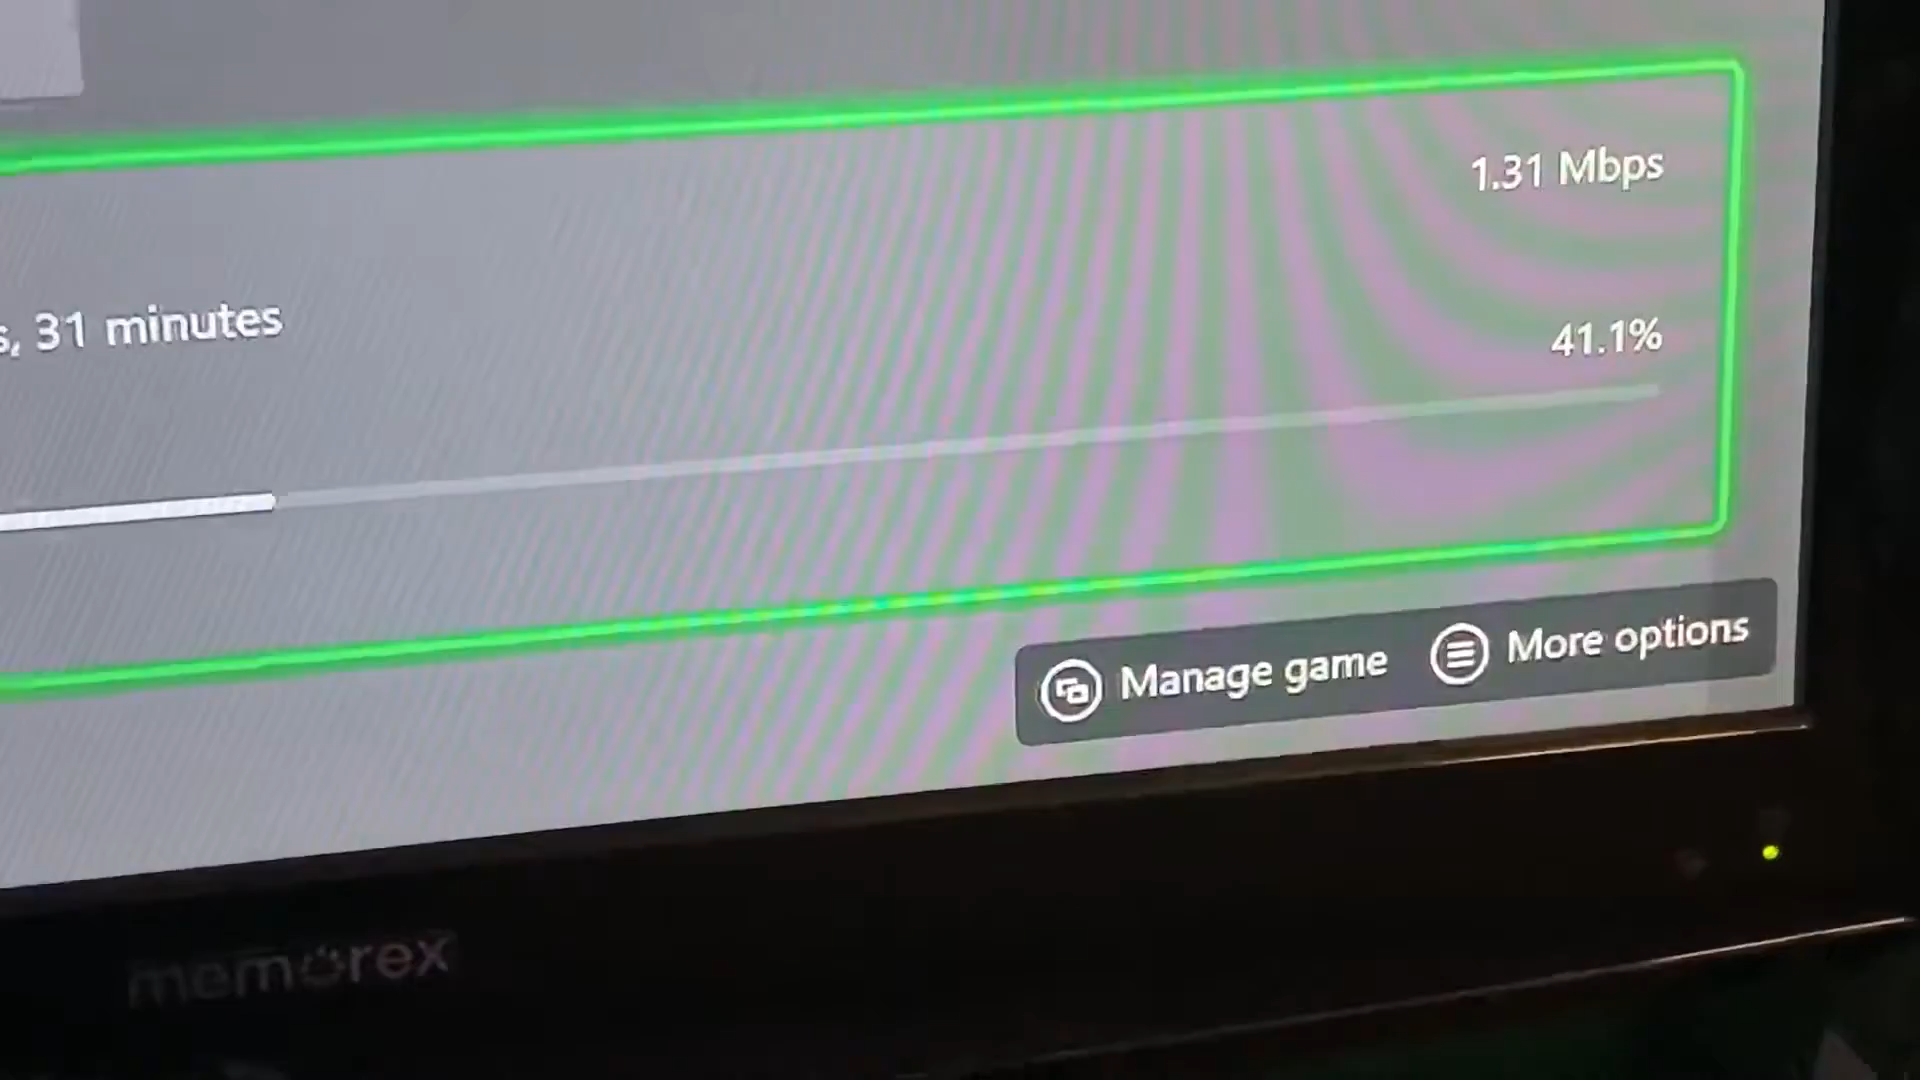 1.31 Mbps
s, 31 minutes
41.1%
Manage game
More options
memorex